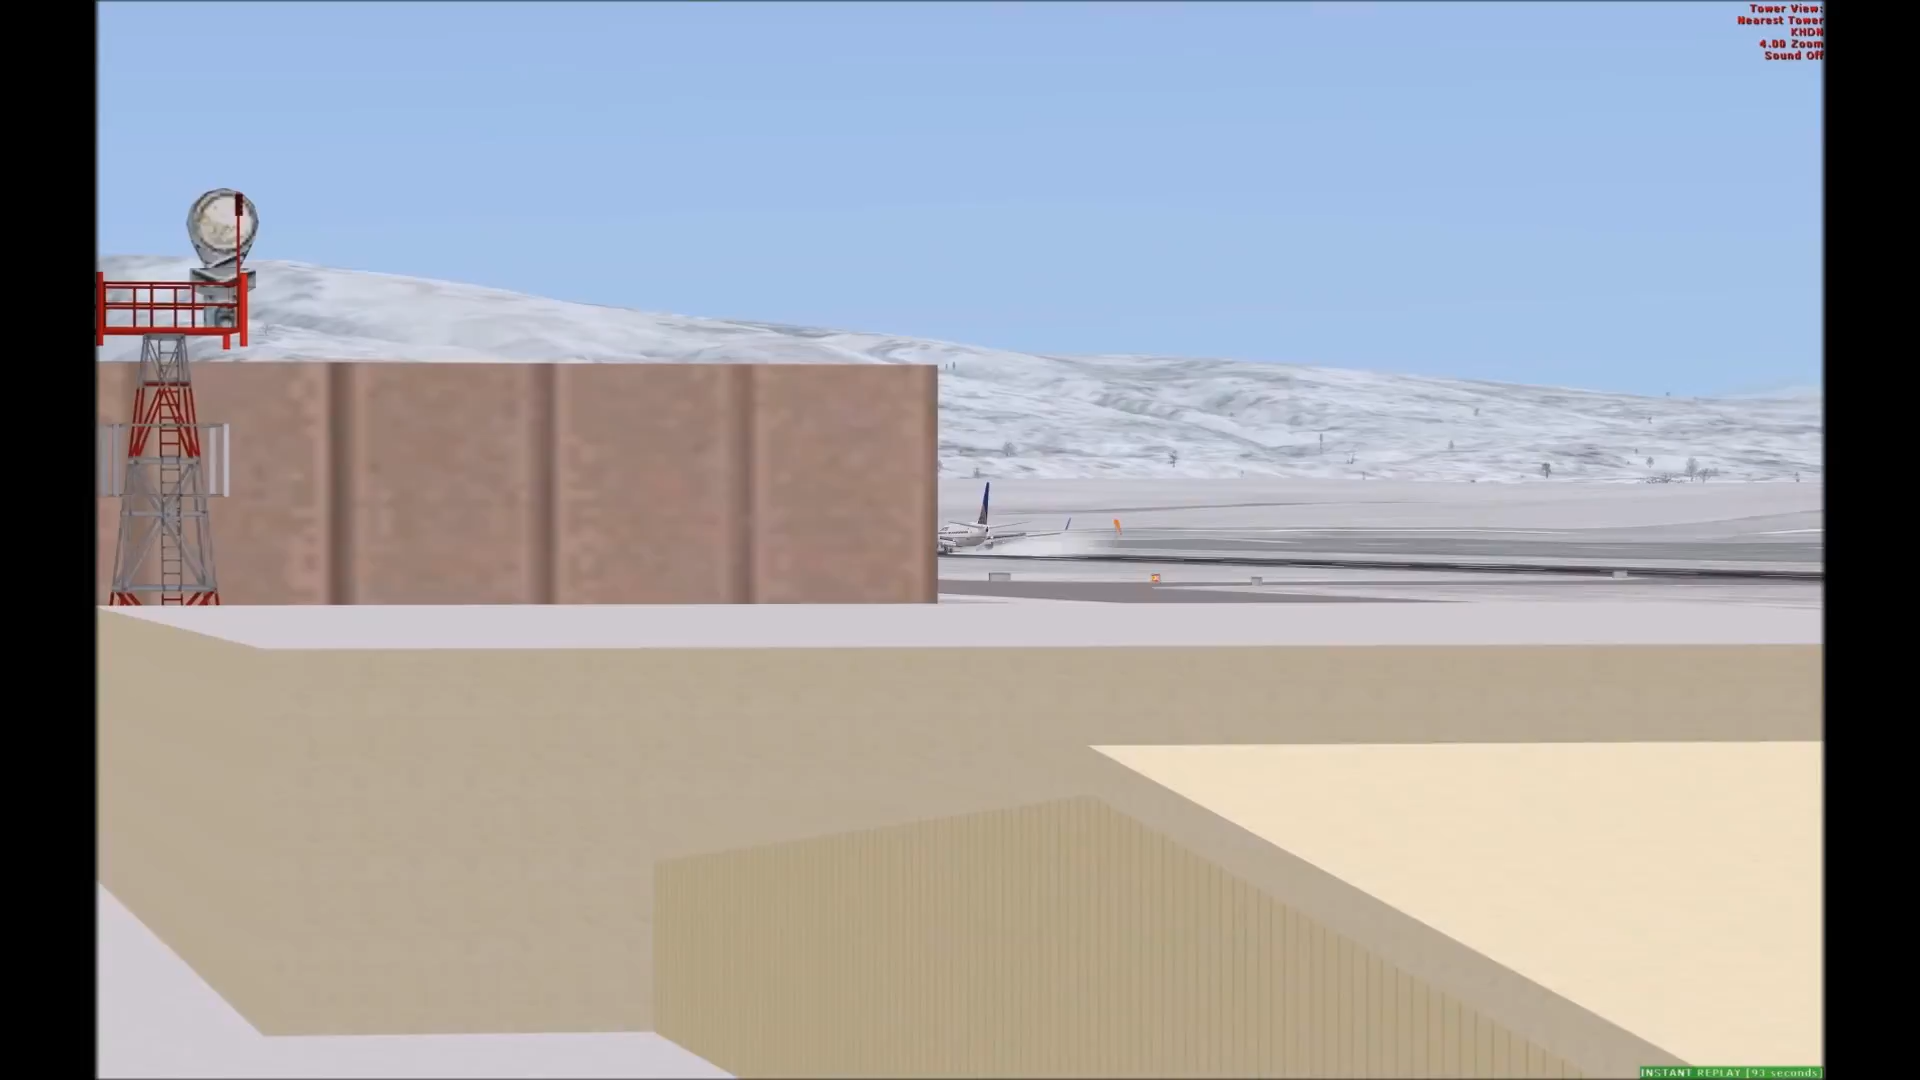 Tower View:
Nearest Tower
KHDN
4.00 Zoom
Sound Off
INSTANT REPLAY [93 seconds]